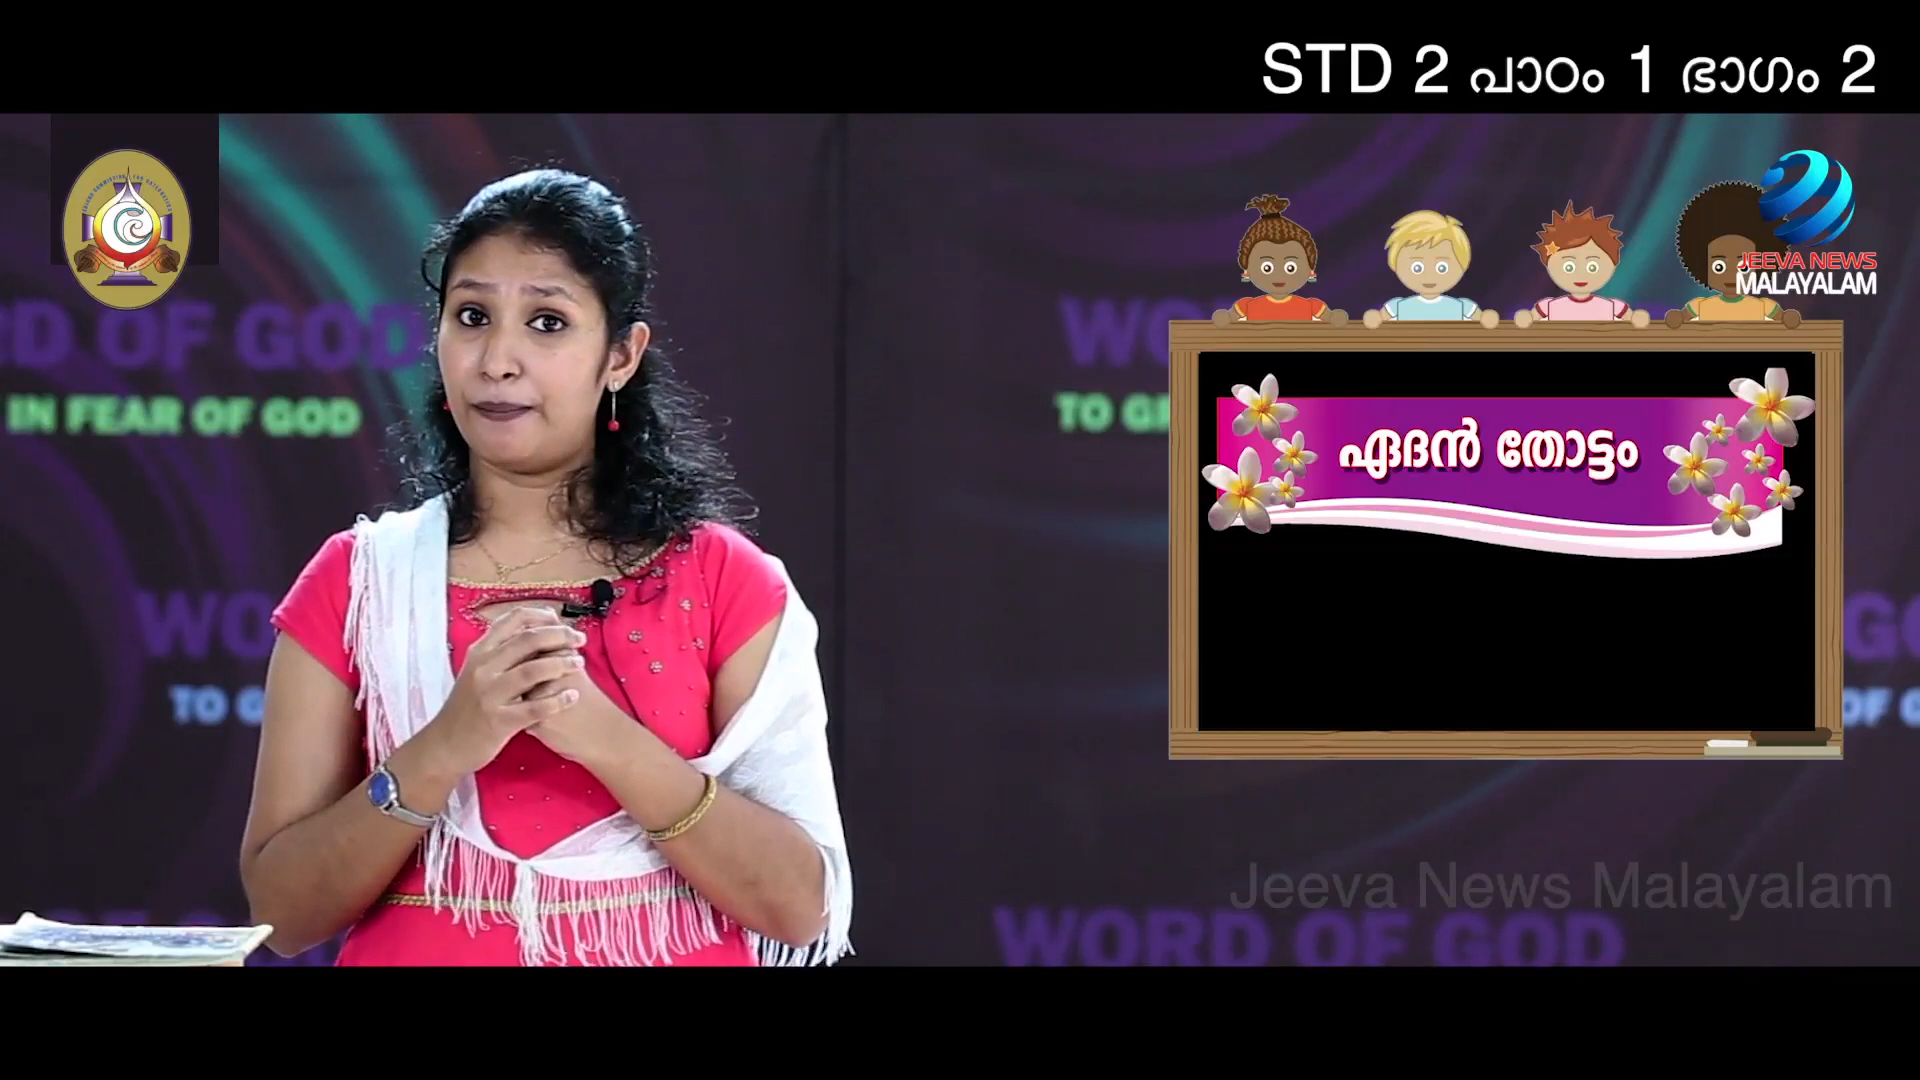 STD 2 പാഠം 1 ഭാഗം 2
JEEVA NEWS
MALAYALAM
RD OF GOD
IN FEAR OF GOD
ഏദൻ തോട്ടം
Jeeva News Malayalam
WORD OF GOD